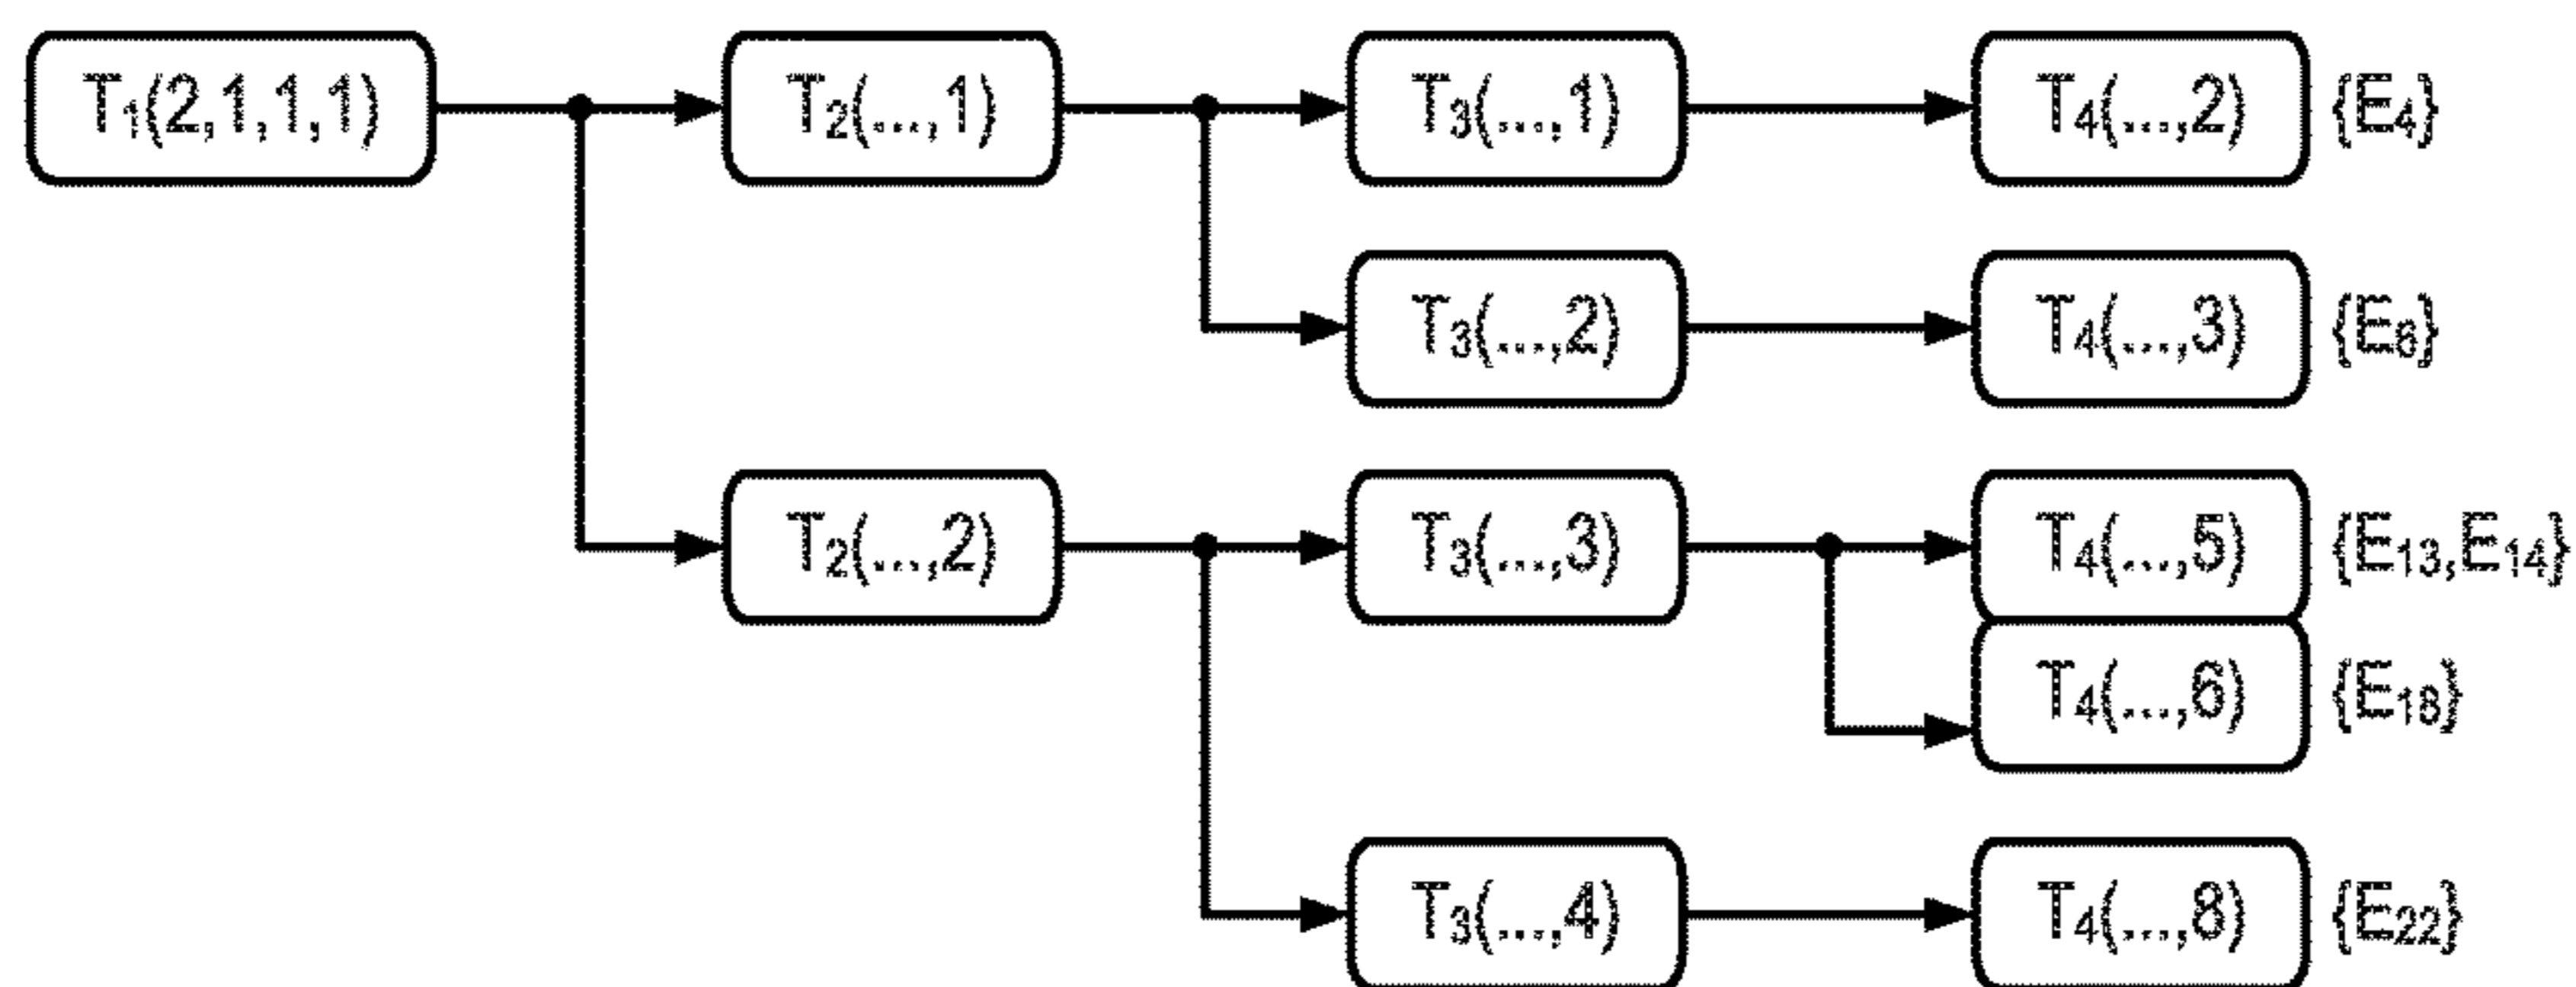 T₁(2,1,1,1) T₂(...,1) T₃(...,1) T₄(...,2) {E₄}
T₃(...,2) T₄(...,3) {E₆}
T₂(...,2) T₃(...,3) T₄(...,5) {E₁₃,E₁₄}
T₄(...,6) {E₁₈}
T₃(...,4) T₄(...,8) {E₂₂}